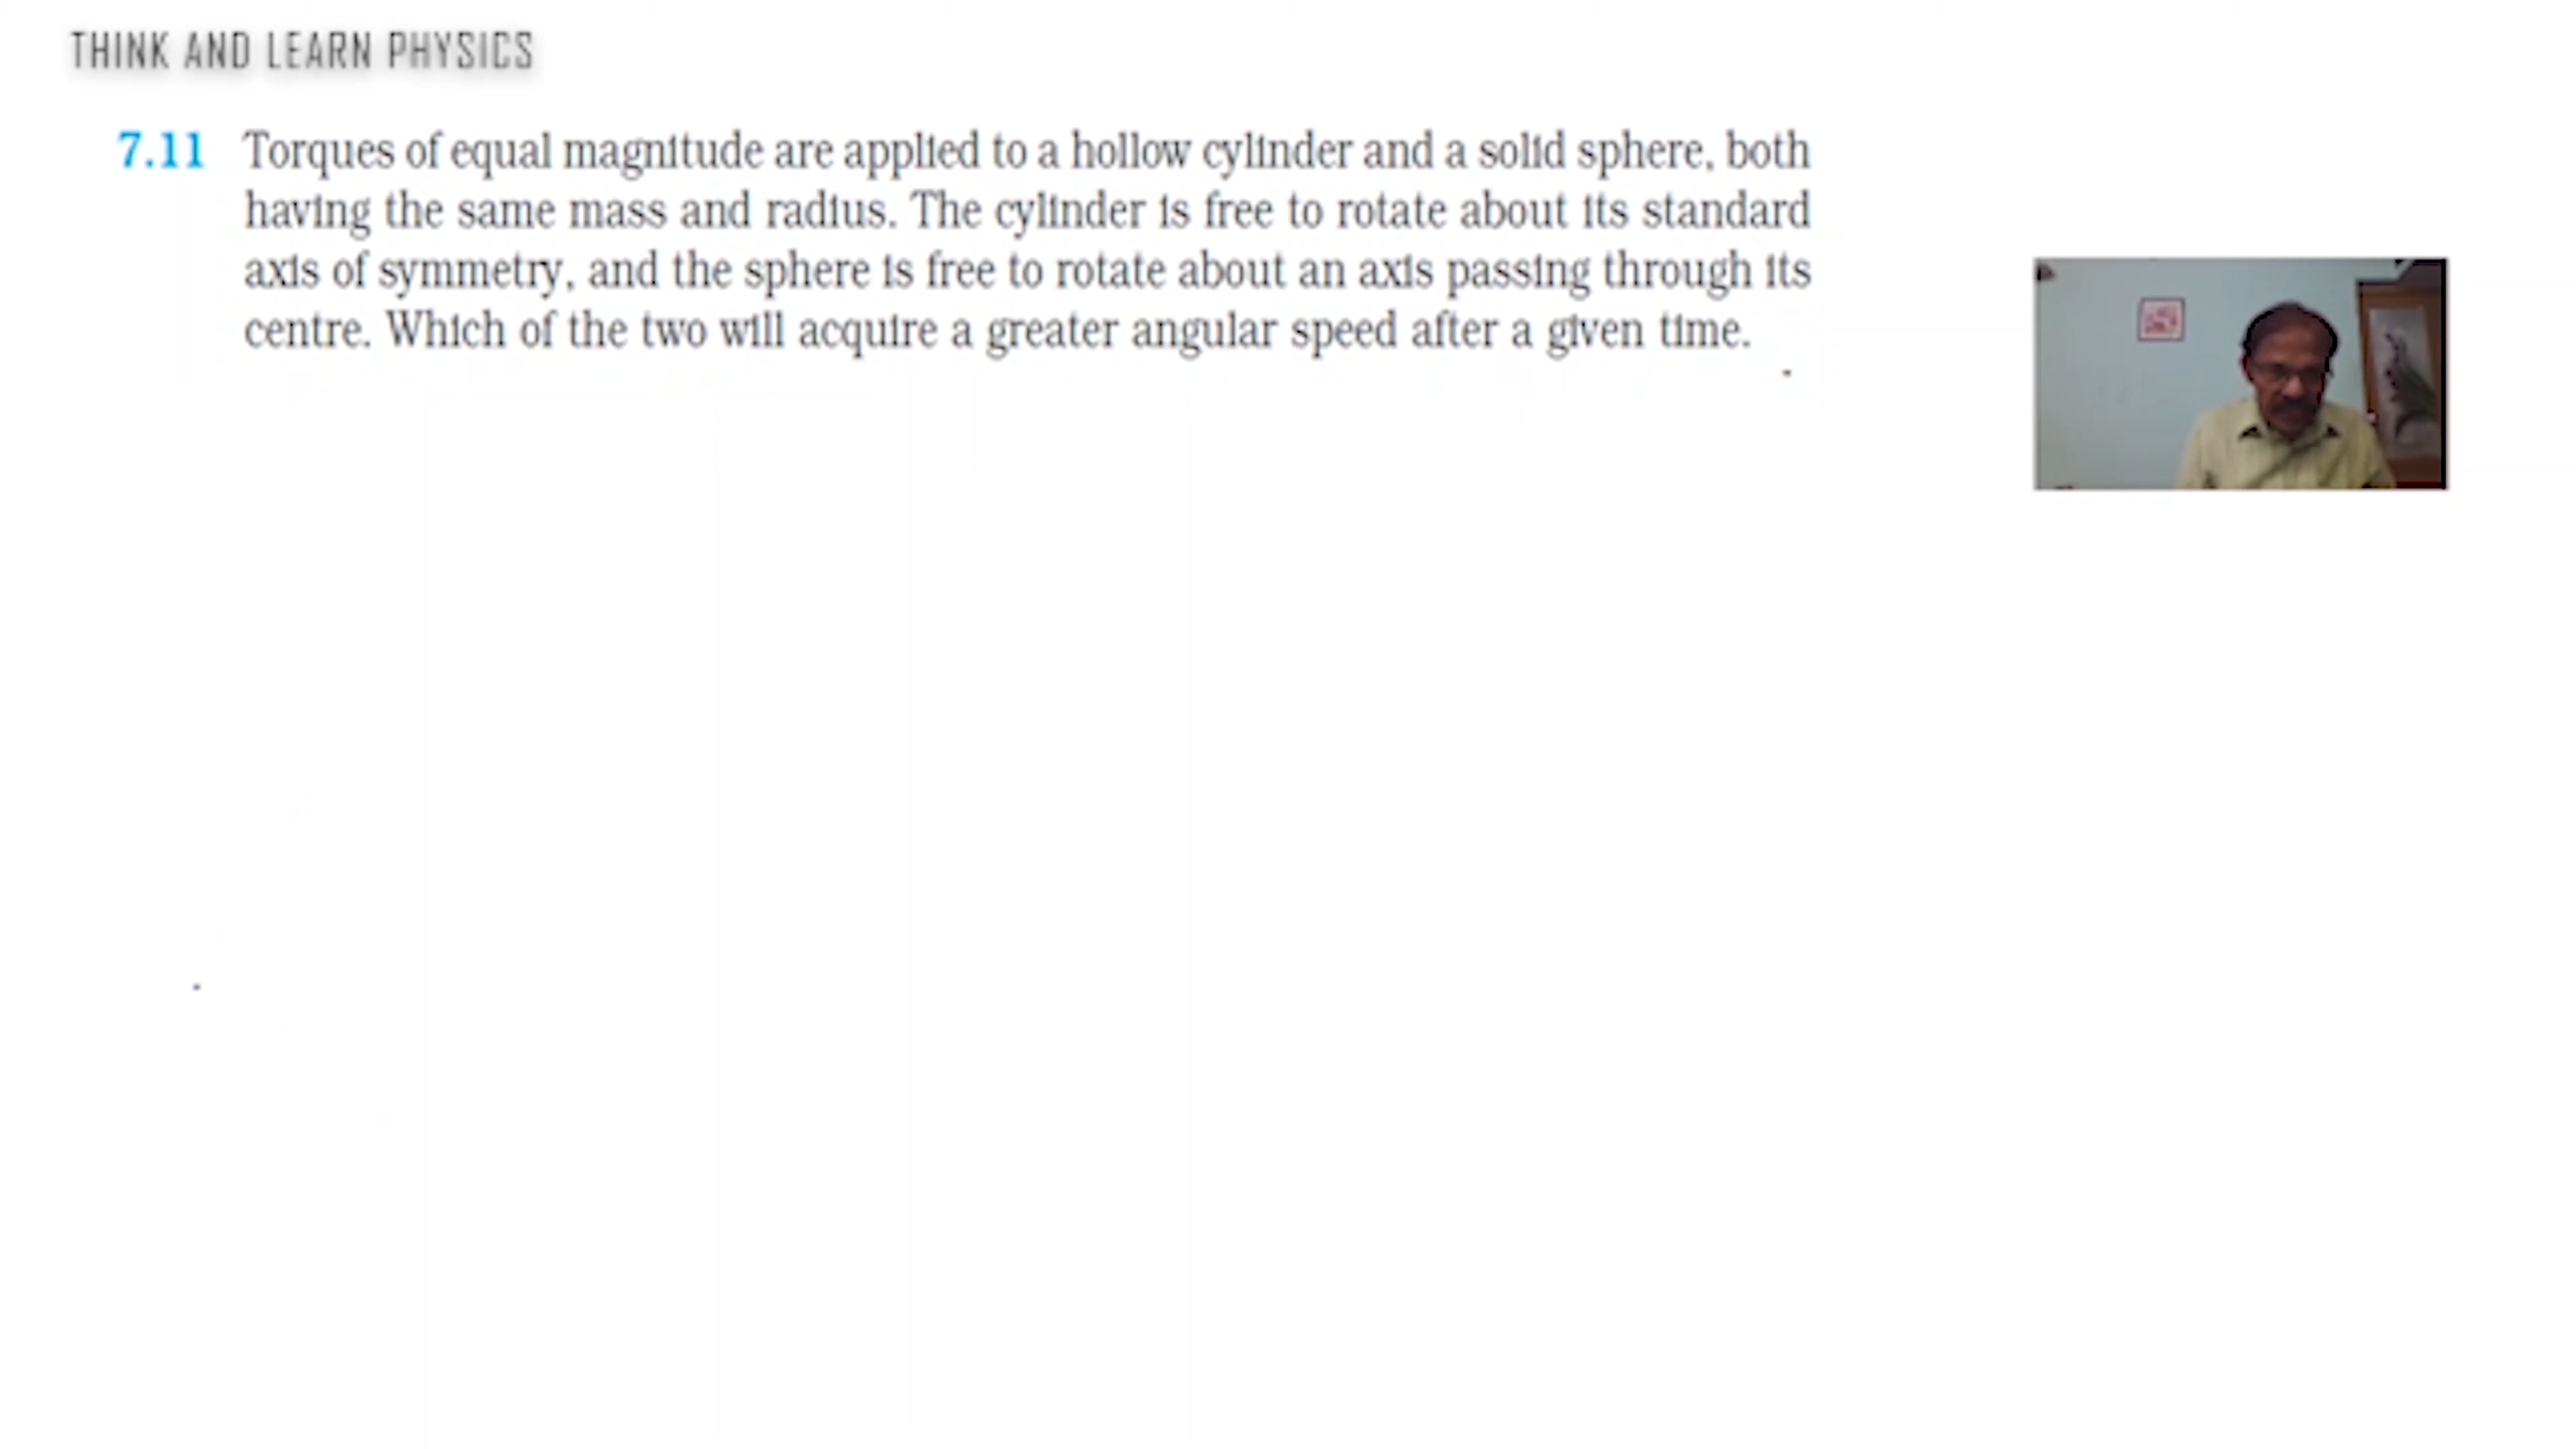 THINK AND LEARN PHYSICS
7.11 Torques of equal magnitude are applied to a hollow cylinder and a solid sphere, both
having the same mass and radius. The cylinder is free to rotate about its standard
axis of symmetry, and the sphere is free to rotate about an axis passing through its
centre. Which of the two will acquire a greater angular speed after a given time.